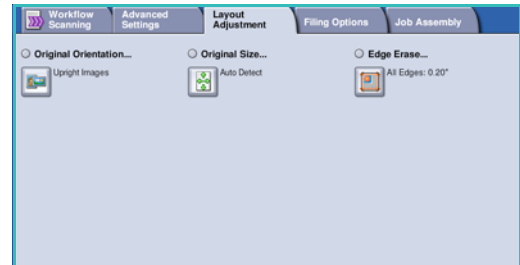 Workflow Scanning
Advanced Settings
Layout Adjustment
Filing Options
Job Assembly
Original Orientation...
Upright Images
Original Size...
Auto Detect
Edge Erase...
All Edges: 0.20"